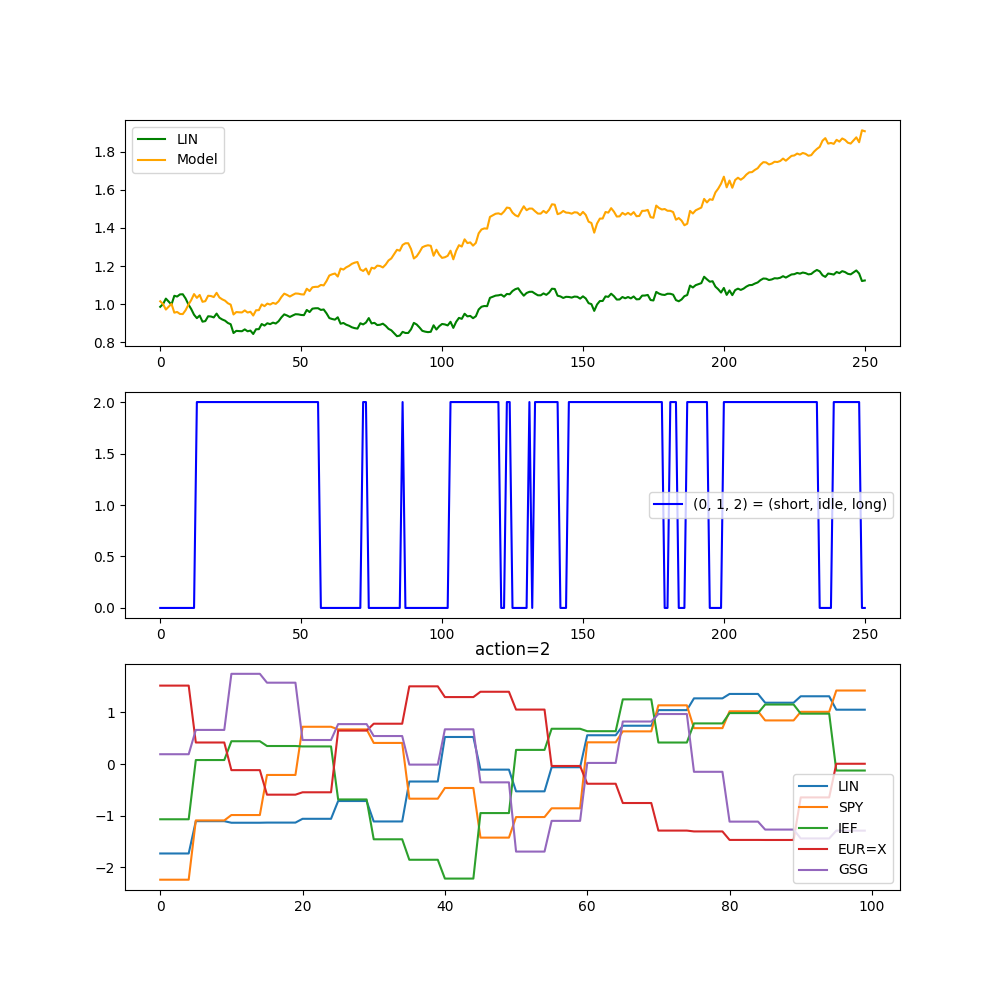 LIN
Model
1.8
1.6
1.4
1.2
1.0
0.8
0 50 100 150 200 250
2.0
1.5
1.0
0.5
0.0
(0, 1, 2) = (short, idle, long)
0 50 100 150 200 250
action=2
1
0
−1
−2
LIN
SPY
IEF
EUR=X
GSG
0 20 40 60 80 100